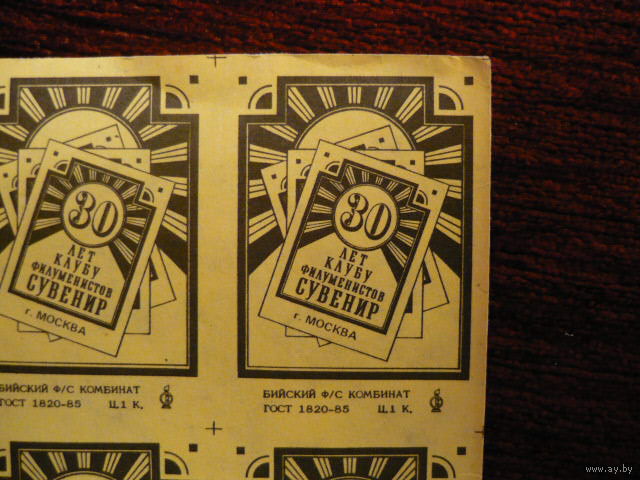 30
ЛЕТ
КЛУБУ
ФИЛУМЕНИСТОВ
СУВЕНИР
г. МОСКВА
БИЙСКИЙ Ф/С КОМБИНАТ
ГОСТ 1820-85 Ц.1 К.
30
ЛЕТ
КЛУБУ
ФИЛУМЕНИСТОВ
СУВЕНИР
г. МОСКВА
БИЙСКИЙ Ф/С КОМБИНАТ
ГОСТ 1820-85 Ц.1 К.
www.ay.by